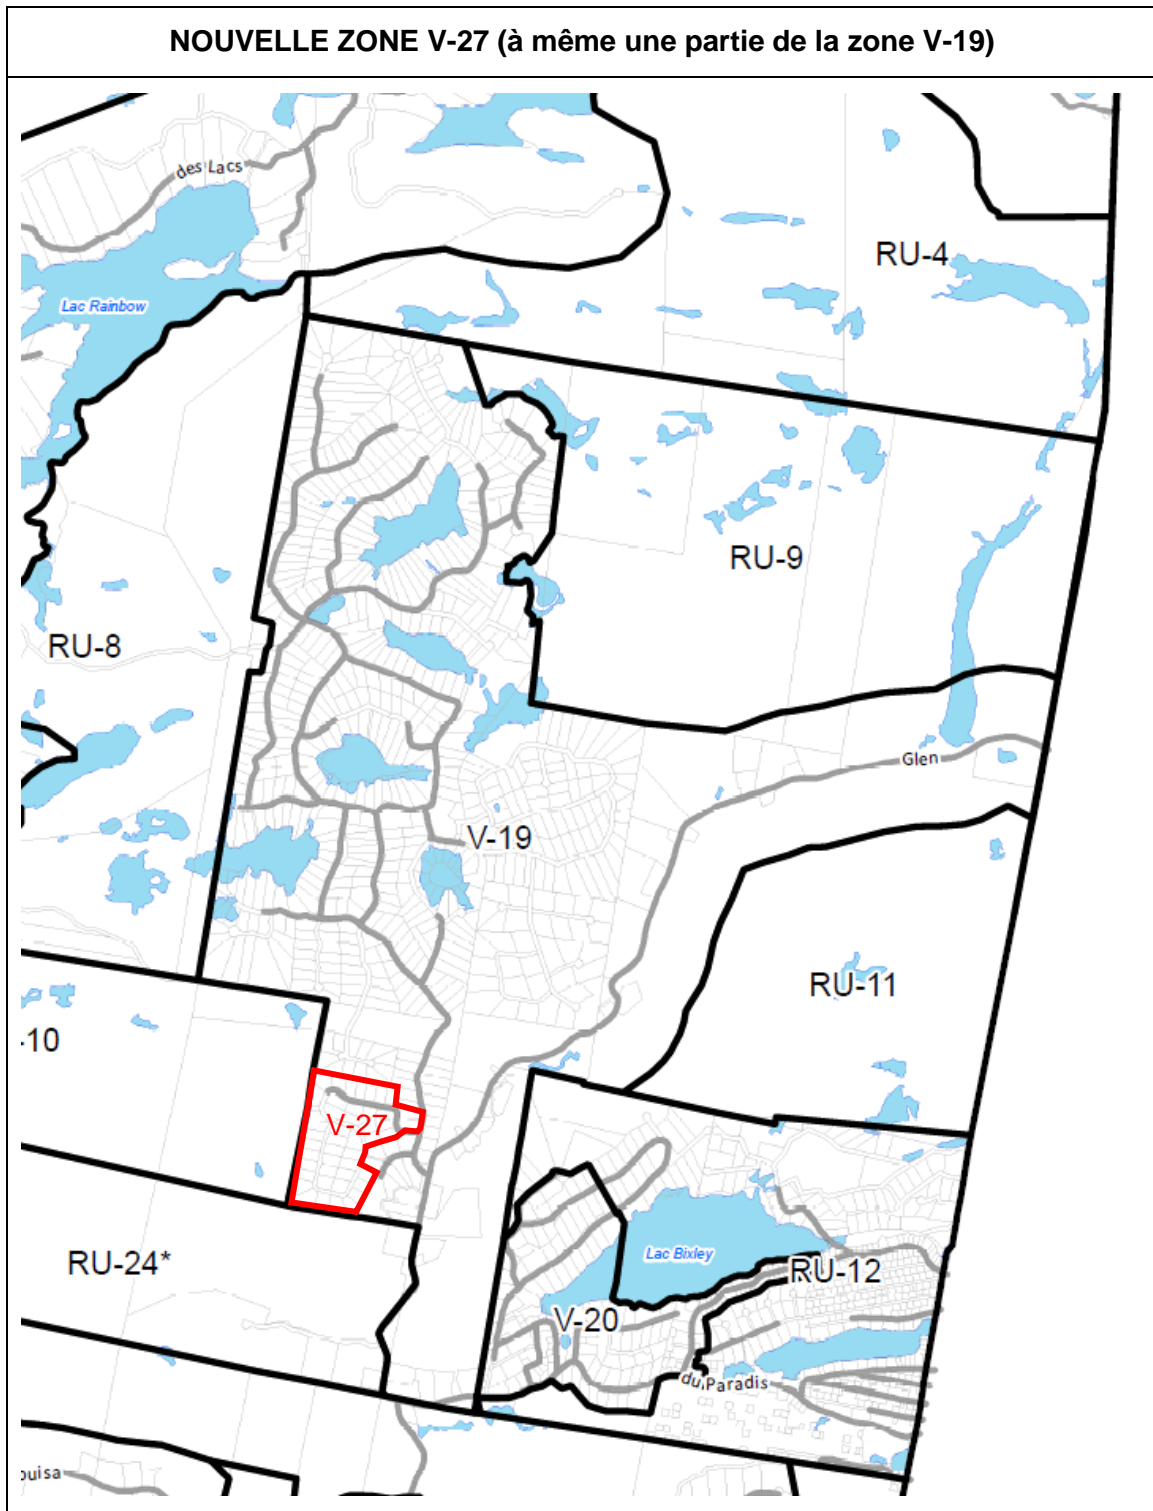 NOUVELLE ZONE V-27 (à même une partie de la zone V-19)
des Lacs
RU-4
Lac Rainbow
RU-9
RU-8
Glen
V-19
RU-11
-10
V-27
Lac Bixley
RU-24*
RU-12
V-20
du Paradis
ouisa